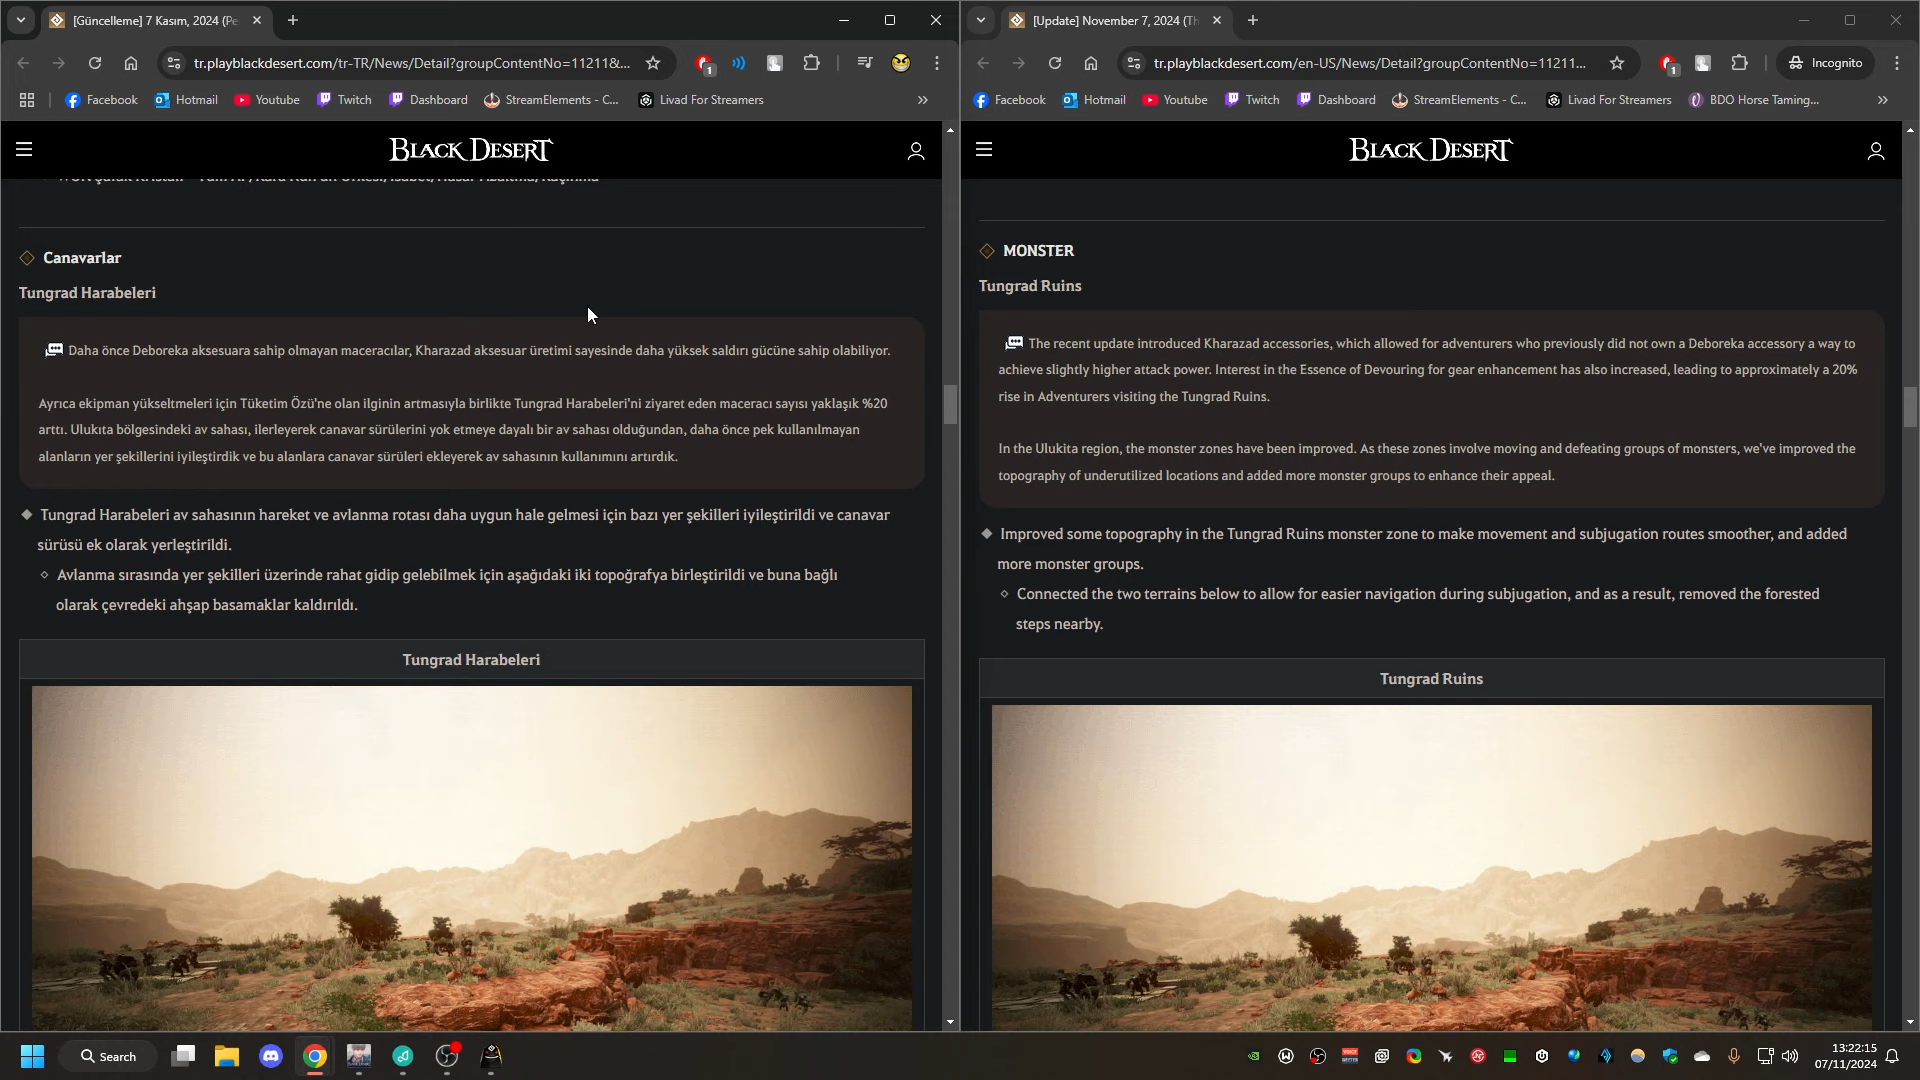 [Güncelleme] 7 Kasım, 2024 (Pe
tr.playblackdesert.com/tr-TR/News/Detail?groupContentNo=11211&...
1
Facebook
Hotmail
Youtube
Twitch
Dashboard
StreamElements - C...
Livad For Streamers
BLACK DESERT
Canavarlar
Tungrad Harabeleri
Daha önce Deboreka aksesuara sahip olmayan maceracılar, Kharazad aksesuar üretimi sayesinde daha yüksek saldırı gücüne sahip olabiliyor.
Ayrıca ekipman yükseltmeleri için Tüketim Özü'ne olan ilginin artmasıyla birlikte Tungrad Harabeleri'ni ziyaret eden maceracı sayısı yaklaşık %20
arttı. Ulukıta bölgesindeki av sahası, ilerleyerek canavar sürülerini yok etmeye dayalı bir av sahası olduğundan, daha önce pek kullanılmayan
alanların yer şekillerini iyileştirdik ve bu alanlara canavar sürüleri ekleyerek av sahasının kullanımını artırdık.
Tungrad Harabeleri av sahasının hareket ve avlanma rotası daha uygun hale gelmesi için bazı yer şekilleri iyileştirildi ve canavar
sürüsü ek olarak yerleştirildi.
Avlanma sırasında yer şekilleri üzerinde rahat gidip gelebilmek için aşağıdaki iki topoğrafya birleştirildi ve buna bağlı
olarak çevredeki ahşap basamaklar kaldırıldı.
Tungrad Harabeleri
[Update] November 7, 2024 (Th
tr.playblackdesert.com/en-US/News/Detail?groupContentNo=11211...
1
Incognito
Facebook
Hotmail
Youtube
Twitch
Dashboard
StreamElements - C...
Livad For Streamers
BDO Horse Taming...
BLACK DESERT
MONSTER
Tungrad Ruins
The recent update introduced Kharazad accessories, which allowed for adventurers who previously did not own a Deboreka accessory a way to
achieve slightly higher attack power. Interest in the Essence of Devouring for gear enhancement has also increased, leading to approximately a 20%
rise in Adventurers visiting the Tungrad Ruins.
In the Ulukita region, the monster zones have been improved. As these zones involve moving and defeating groups of monsters, we've improved the
topography of underutilized locations and added more monster groups to enhance their appeal.
Improved some topography in the Tungrad Ruins monster zone to make movement and subjugation routes smoother, and added
more monster groups.
Connected the two terrains below to allow for easier navigation during subjugation, and as a result, removed the forested
steps nearby.
Tungrad Ruins
Search
13:22:15
07/11/2024